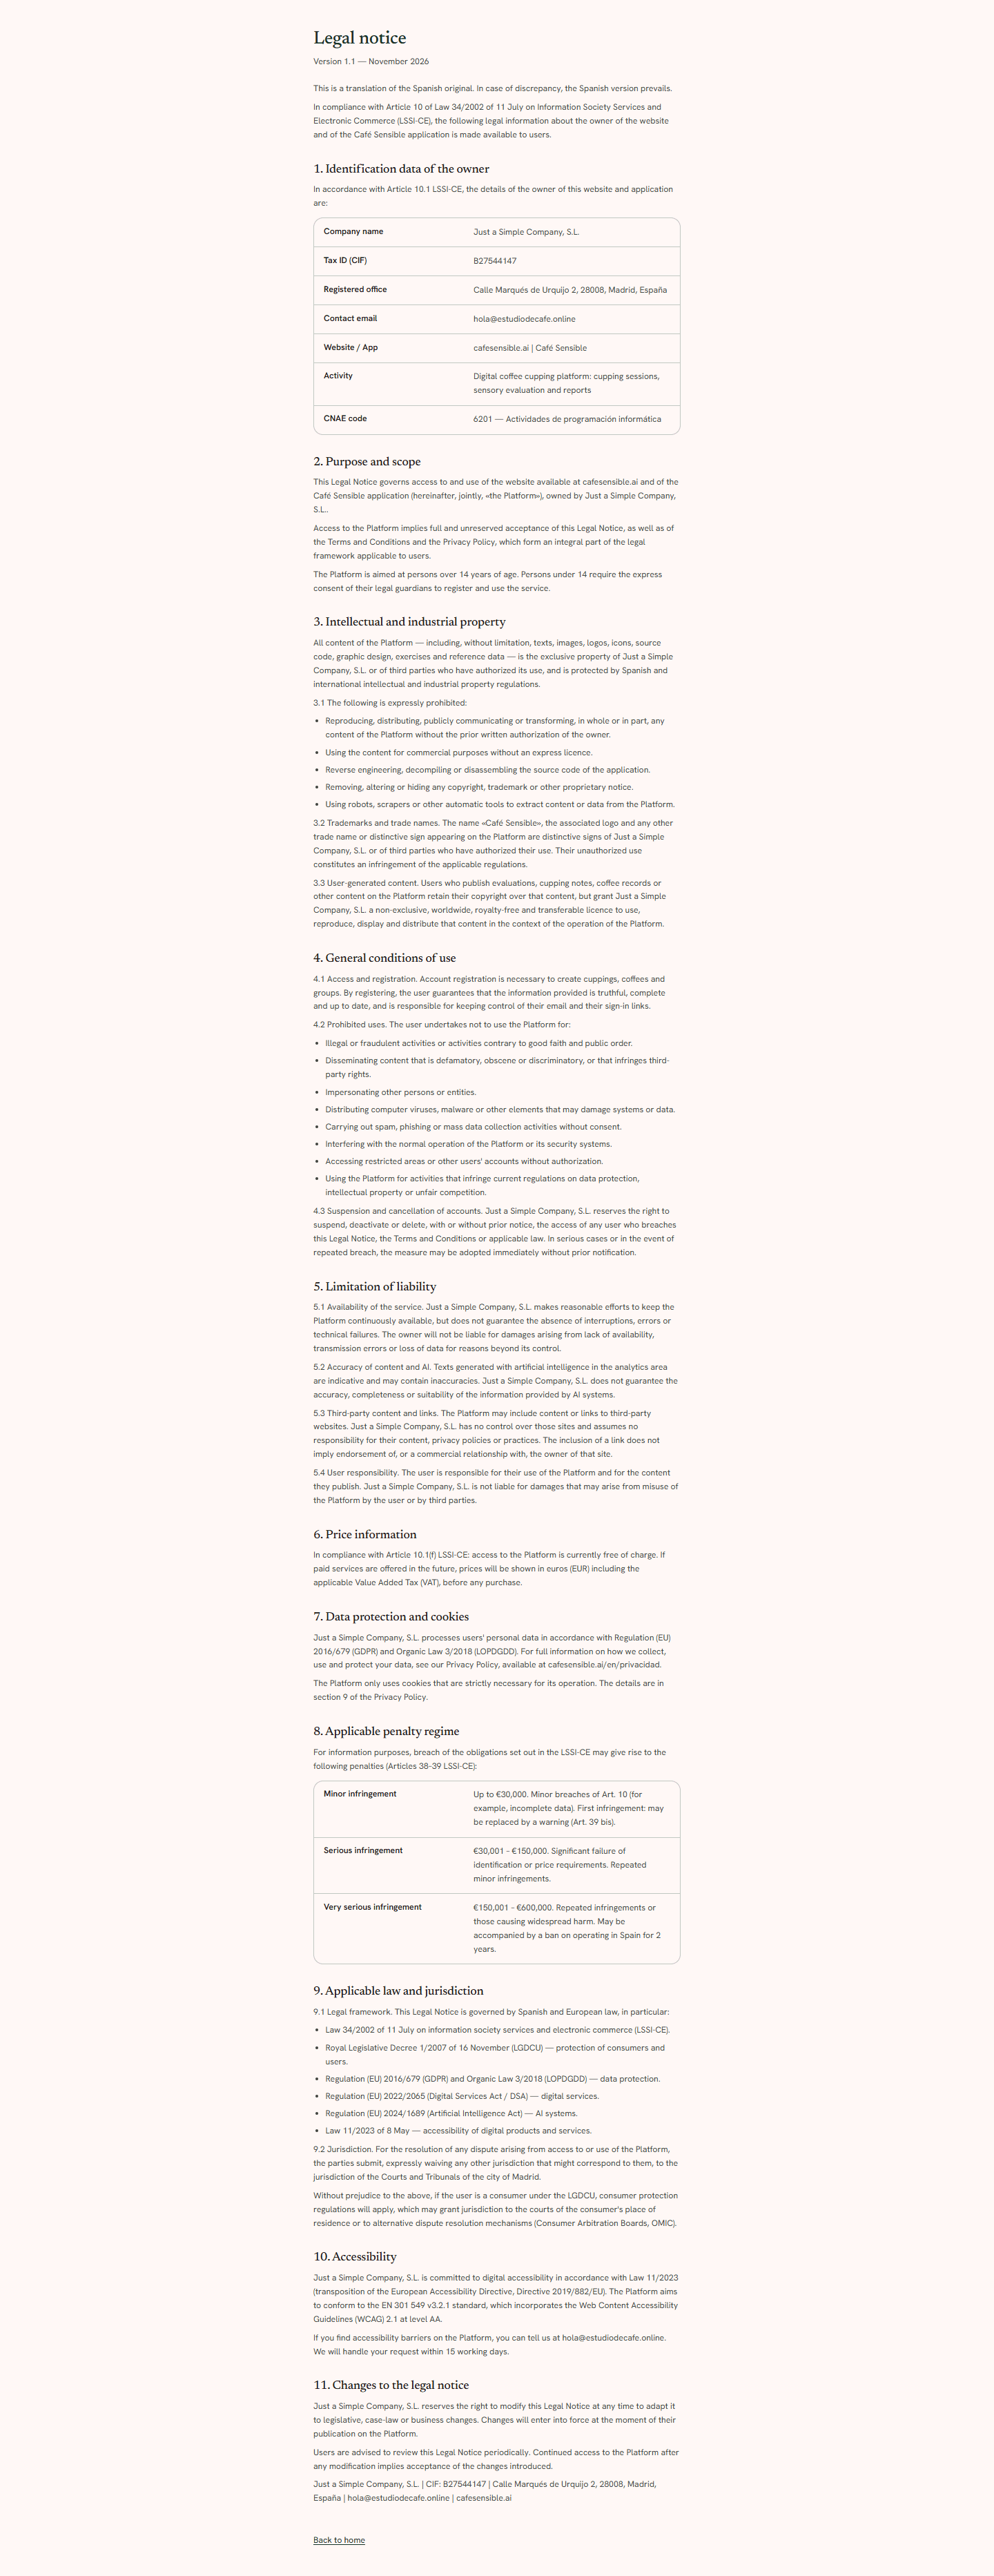 Legal notice
Version 1.1 — November 2026
This is a translation of the Spanish original. In case of discrepancy, the Spanish version prevails.
In compliance with Article 10 of Law 34/2002 of 11 July on Information Society Services and
Electronic Commerce (LSSI-CE), the following legal information about the owner of the website
and of the Café Sensible application is made available to users.
1. Identification data of the owner
In accordance with Article 10.1 LSSI-CE, the details of the owner of this website and application
are:
Company name Just a Simple Company, S.L.
Tax ID (CIF) B27544147
Registered office Calle Marqués de Urquijo 2, 28008, Madrid, España
Contact email hola@estudiodecafe.online
Website / App cafesensible.ai | Café Sensible
Activity Digital coffee cupping platform: cupping sessions,
sensory evaluation and reports
CNAE code 6201 — Actividades de programación informática
2. Purpose and scope
This Legal Notice governs access to and use of the website available at cafesensible.ai and of the
Café Sensible application (hereinafter, jointly, «the Platform»), owned by Just a Simple Company,
S.L..
Access to the Platform implies full and unreserved acceptance of this Legal Notice, as well as of
the Terms and Conditions and the Privacy Policy, which form an integral part of the legal
framework applicable to users.
The Platform is aimed at persons over 14 years of age. Persons under 14 require the express
consent of their legal guardians to register and use the service.
3. Intellectual and industrial property
All content of the Platform — including, without limitation, texts, images, logos, icons, source
code, graphic design, exercises and reference data — is the exclusive property of Just a Simple
Company, S.L. or of third parties who have authorized its use, and is protected by Spanish and
international intellectual and industrial property regulations.
3.1 The following is expressly prohibited:
• Reproducing, distributing, publicly communicating or transforming, in whole or in part, any
content of the Platform without the prior written authorization of the owner.
• Using the content for commercial purposes without an express licence.
• Reverse engineering, decompiling or disassembling the source code of the application.
• Removing, altering or hiding any copyright, trademark or other proprietary notice.
• Using robots, scrapers or other automatic tools to extract content or data from the Platform.
3.2 Trademarks and trade names. The name «Café Sensible», the associated logo and any other
trade name or distinctive sign appearing on the Platform are distinctive signs of Just a Simple
Company, S.L. or of third parties who have authorized their use. Their unauthorized use
constitutes an infringement of the applicable regulations.
3.3 User-generated content. Users who publish evaluations, cupping notes, coffee records or
other content on the Platform retain their copyright over that content, but grant Just a Simple
Company, S.L. a non-exclusive, worldwide, royalty-free and transferable licence to use,
reproduce, display and distribute that content in the context of the operation of the Platform.
4. General conditions of use
4.1 Access and registration. Account registration is necessary to create cuppings, coffees and
groups. By registering, the user guarantees that the information provided is truthful, complete
and up to date, and is responsible for keeping control of their email and their sign-in links.
4.2 Prohibited uses. The user undertakes not to use the Platform for:
• Illegal or fraudulent activities or activities contrary to good faith and public order.
• Disseminating content that is defamatory, obscene or discriminatory, or that infringes third-
party rights.
• Impersonating other persons or entities.
• Distributing computer viruses, malware or other elements that may damage systems or data.
• Carrying out spam, phishing or mass data collection activities without consent.
• Interfering with the normal operation of the Platform or its security systems.
• Accessing restricted areas or other users' accounts without authorization.
• Using the Platform for activities that infringe current regulations on data protection,
intellectual property or unfair competition.
4.3 Suspension and cancellation of accounts. Just a Simple Company, S.L. reserves the right to
suspend, deactivate or delete, with or without prior notice, the access of any user who breaches
this Legal Notice, the Terms and Conditions or applicable law. In serious cases or in the event of
repeated breach, the measure may be adopted immediately without prior notification.
5. Limitation of liability
5.1 Availability of the service. Just a Simple Company, S.L. makes reasonable efforts to keep the
Platform continuously available, but does not guarantee the absence of interruptions, errors or
technical failures. The owner will not be liable for damages arising from lack of availability,
transmission errors or loss of data for reasons beyond its control.
5.2 Accuracy of content and AI. Texts generated with artificial intelligence in the analytics area
are indicative and may contain inaccuracies. Just a Simple Company, S.L. does not guarantee the
accuracy, completeness or suitability of the information provided by AI systems.
5.3 Third-party content and links. The Platform may include content or links to third-party
websites. Just a Simple Company, S.L. has no control over those sites and assumes no
responsibility for their content, privacy policies or practices. The inclusion of a link does not
imply endorsement of, or a commercial relationship with, the owner of that site.
5.4 User responsibility. The user is responsible for their use of the Platform and for the content
they publish. Just a Simple Company, S.L. is not liable for damages that may arise from misuse of
the Platform by the user or by third parties.
6. Price information
In compliance with Article 10.1(f) LSSI-CE: access to the Platform is currently free of charge. If
paid services are offered in the future, prices will be shown in euros (EUR) including the
applicable Value Added Tax (VAT), before any purchase.
7. Data protection and cookies
Just a Simple Company, S.L. processes users' personal data in accordance with Regulation (EU)
2016/679 (GDPR) and Organic Law 3/2018 (LOPDGDD). For full information on how we collect,
use and protect your data, see our Privacy Policy, available at cafesensible.ai/en/privacidad.
The Platform only uses cookies that are strictly necessary for its operation. The details are in
section 9 of the Privacy Policy.
8. Applicable penalty regime
For information purposes, breach of the obligations set out in the LSSI-CE may give rise to the
following penalties (Articles 38–39 LSSI-CE):
Minor infringement Up to €30,000. Minor breaches of Art. 10 (for
example, incomplete data). First infringement: may
be replaced by a warning (Art. 39 bis).
Serious infringement €30,001 – €150,000. Significant failure of
identification or price requirements. Repeated
minor infringements.
Very serious infringement €150,001 – €600,000. Repeated infringements or
those causing widespread harm. May be
accompanied by a ban on operating in Spain for 2
years.
9. Applicable law and jurisdiction
9.1 Legal framework. This Legal Notice is governed by Spanish and European law, in particular:
• Law 34/2002 of 11 July on information society services and electronic commerce (LSSI-CE).
• Royal Legislative Decree 1/2007 of 16 November (LGDCU) — protection of consumers and
users.
• Regulation (EU) 2016/679 (GDPR) and Organic Law 3/2018 (LOPDGDD) — data protection.
• Regulation (EU) 2022/2065 (Digital Services Act / DSA) — digital services.
• Regulation (EU) 2024/1689 (Artificial Intelligence Act) — AI systems.
• Law 11/2023 of 8 May — accessibility of digital products and services.
9.2 Jurisdiction. For the resolution of any dispute arising from access to or use of the Platform,
the parties submit, expressly waiving any other jurisdiction that might correspond to them, to the
jurisdiction of the Courts and Tribunals of the city of Madrid.
Without prejudice to the above, if the user is a consumer under the LGDCU, consumer protection
regulations will apply, which may grant jurisdiction to the courts of the consumer's place of
residence or to alternative dispute resolution mechanisms (Consumer Arbitration Boards, OMIC).
10. Accessibility
Just a Simple Company, S.L. is committed to digital accessibility in accordance with Law 11/2023
(transposition of the European Accessibility Directive, Directive 2019/882/EU). The Platform aims
to conform to the EN 301 549 v3.2.1 standard, which incorporates the Web Content Accessibility
Guidelines (WCAG) 2.1 at level AA.
If you find accessibility barriers on the Platform, you can tell us at hola@estudiodecafe.online.
We will handle your request within 15 working days.
11. Changes to the legal notice
Just a Simple Company, S.L. reserves the right to modify this Legal Notice at any time to adapt it
to legislative, case-law or business changes. Changes will enter into force at the moment of their
publication on the Platform.
Users are advised to review this Legal Notice periodically. Continued access to the Platform after
any modification implies acceptance of the changes introduced.
Just a Simple Company, S.L. | CIF: B27544147 | Calle Marqués de Urquijo 2, 28008, Madrid,
España | hola@estudiodecafe.online | cafesensible.ai
Back to home